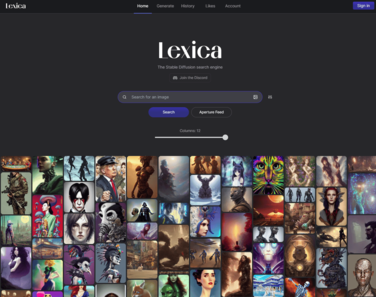 Lexica
Home Generate History Likes Account
Sign in
Lexica
The Stable Diffusion search engine
Join the Discord
Search for an image
Search Aperture Feed
Columns 12